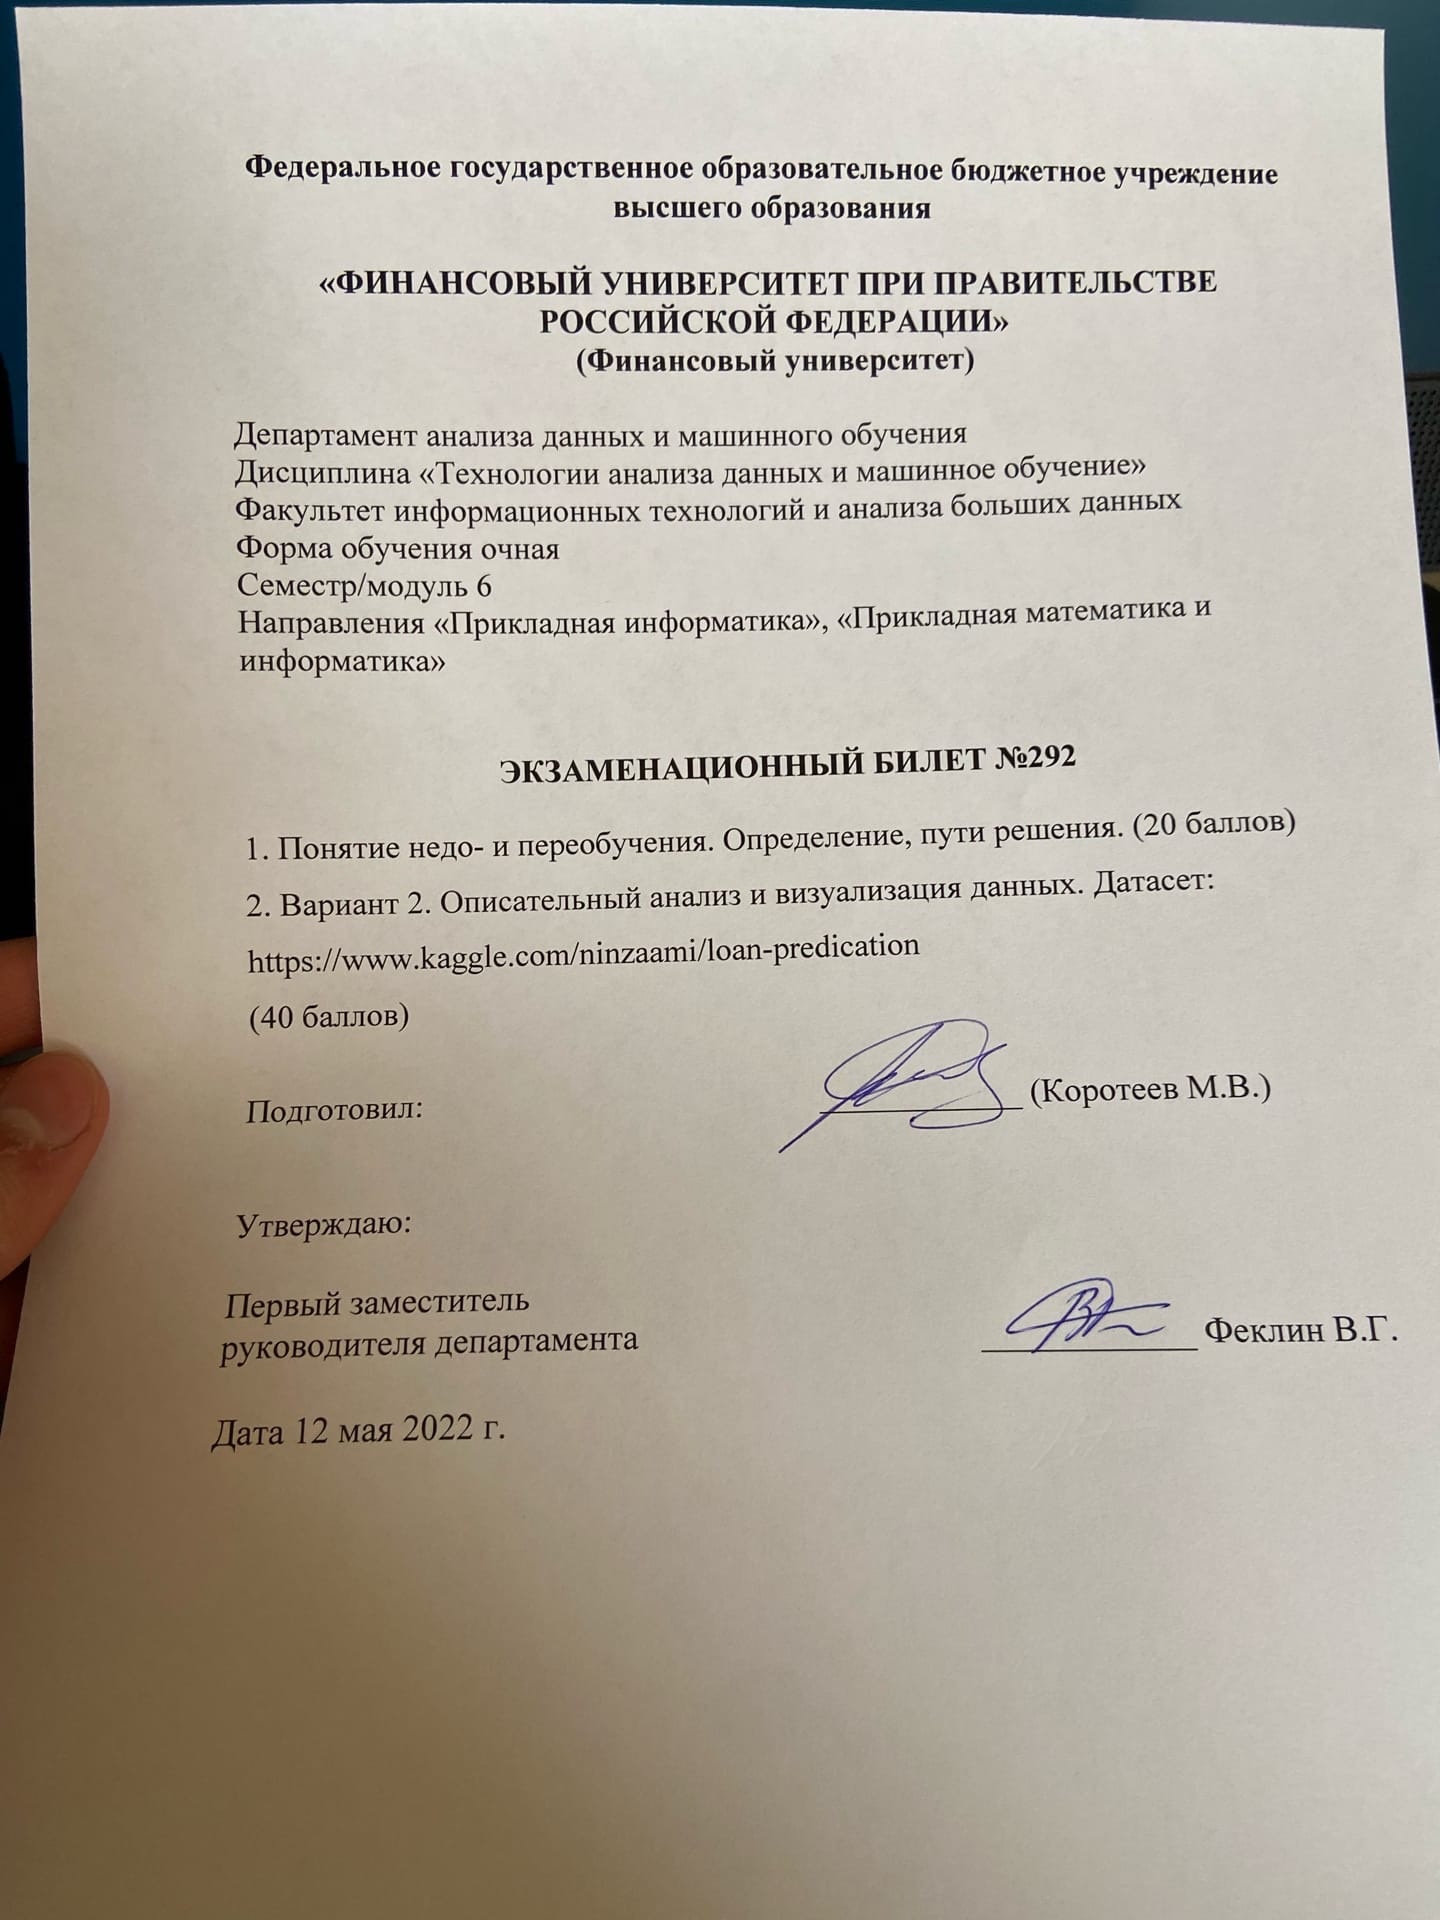 Федеральное государственное образовательное бюджетное учреждение
высшего образования
«ФИНАНСОВЫЙ УНИВЕРСИТЕТ ПРИ ПРАВИТЕЛЬСТВЕ
РОССИЙСКОЙ ФЕДЕРАЦИИ»
(Финансовый университет)
Департамент анализа данных и машинного обучения
Дисциплина «Технологии анализа данных и машинное обучение»
Факультет информационных технологий и анализа больших данных
Форма обучения очная
Семестр/модуль 6
Направления «Прикладная информатика», «Прикладная математика и
информатика»
ЭКЗАМЕНАЦИОННЫЙ БИЛЕТ №292
1. Понятие недо- и переобучения. Определение, пути решения. (20 баллов)
2. Вариант 2. Описательный анализ и визуализация данных. Датасет:
https://www.kaggle.com/ninzaami/loan-predication
(40 баллов)
Подготовил: (Коротеев М.В.)
Утверждаю:
Первый заместитель
руководителя департамента Феклин В.Г.
Дата 12 мая 2022 г.